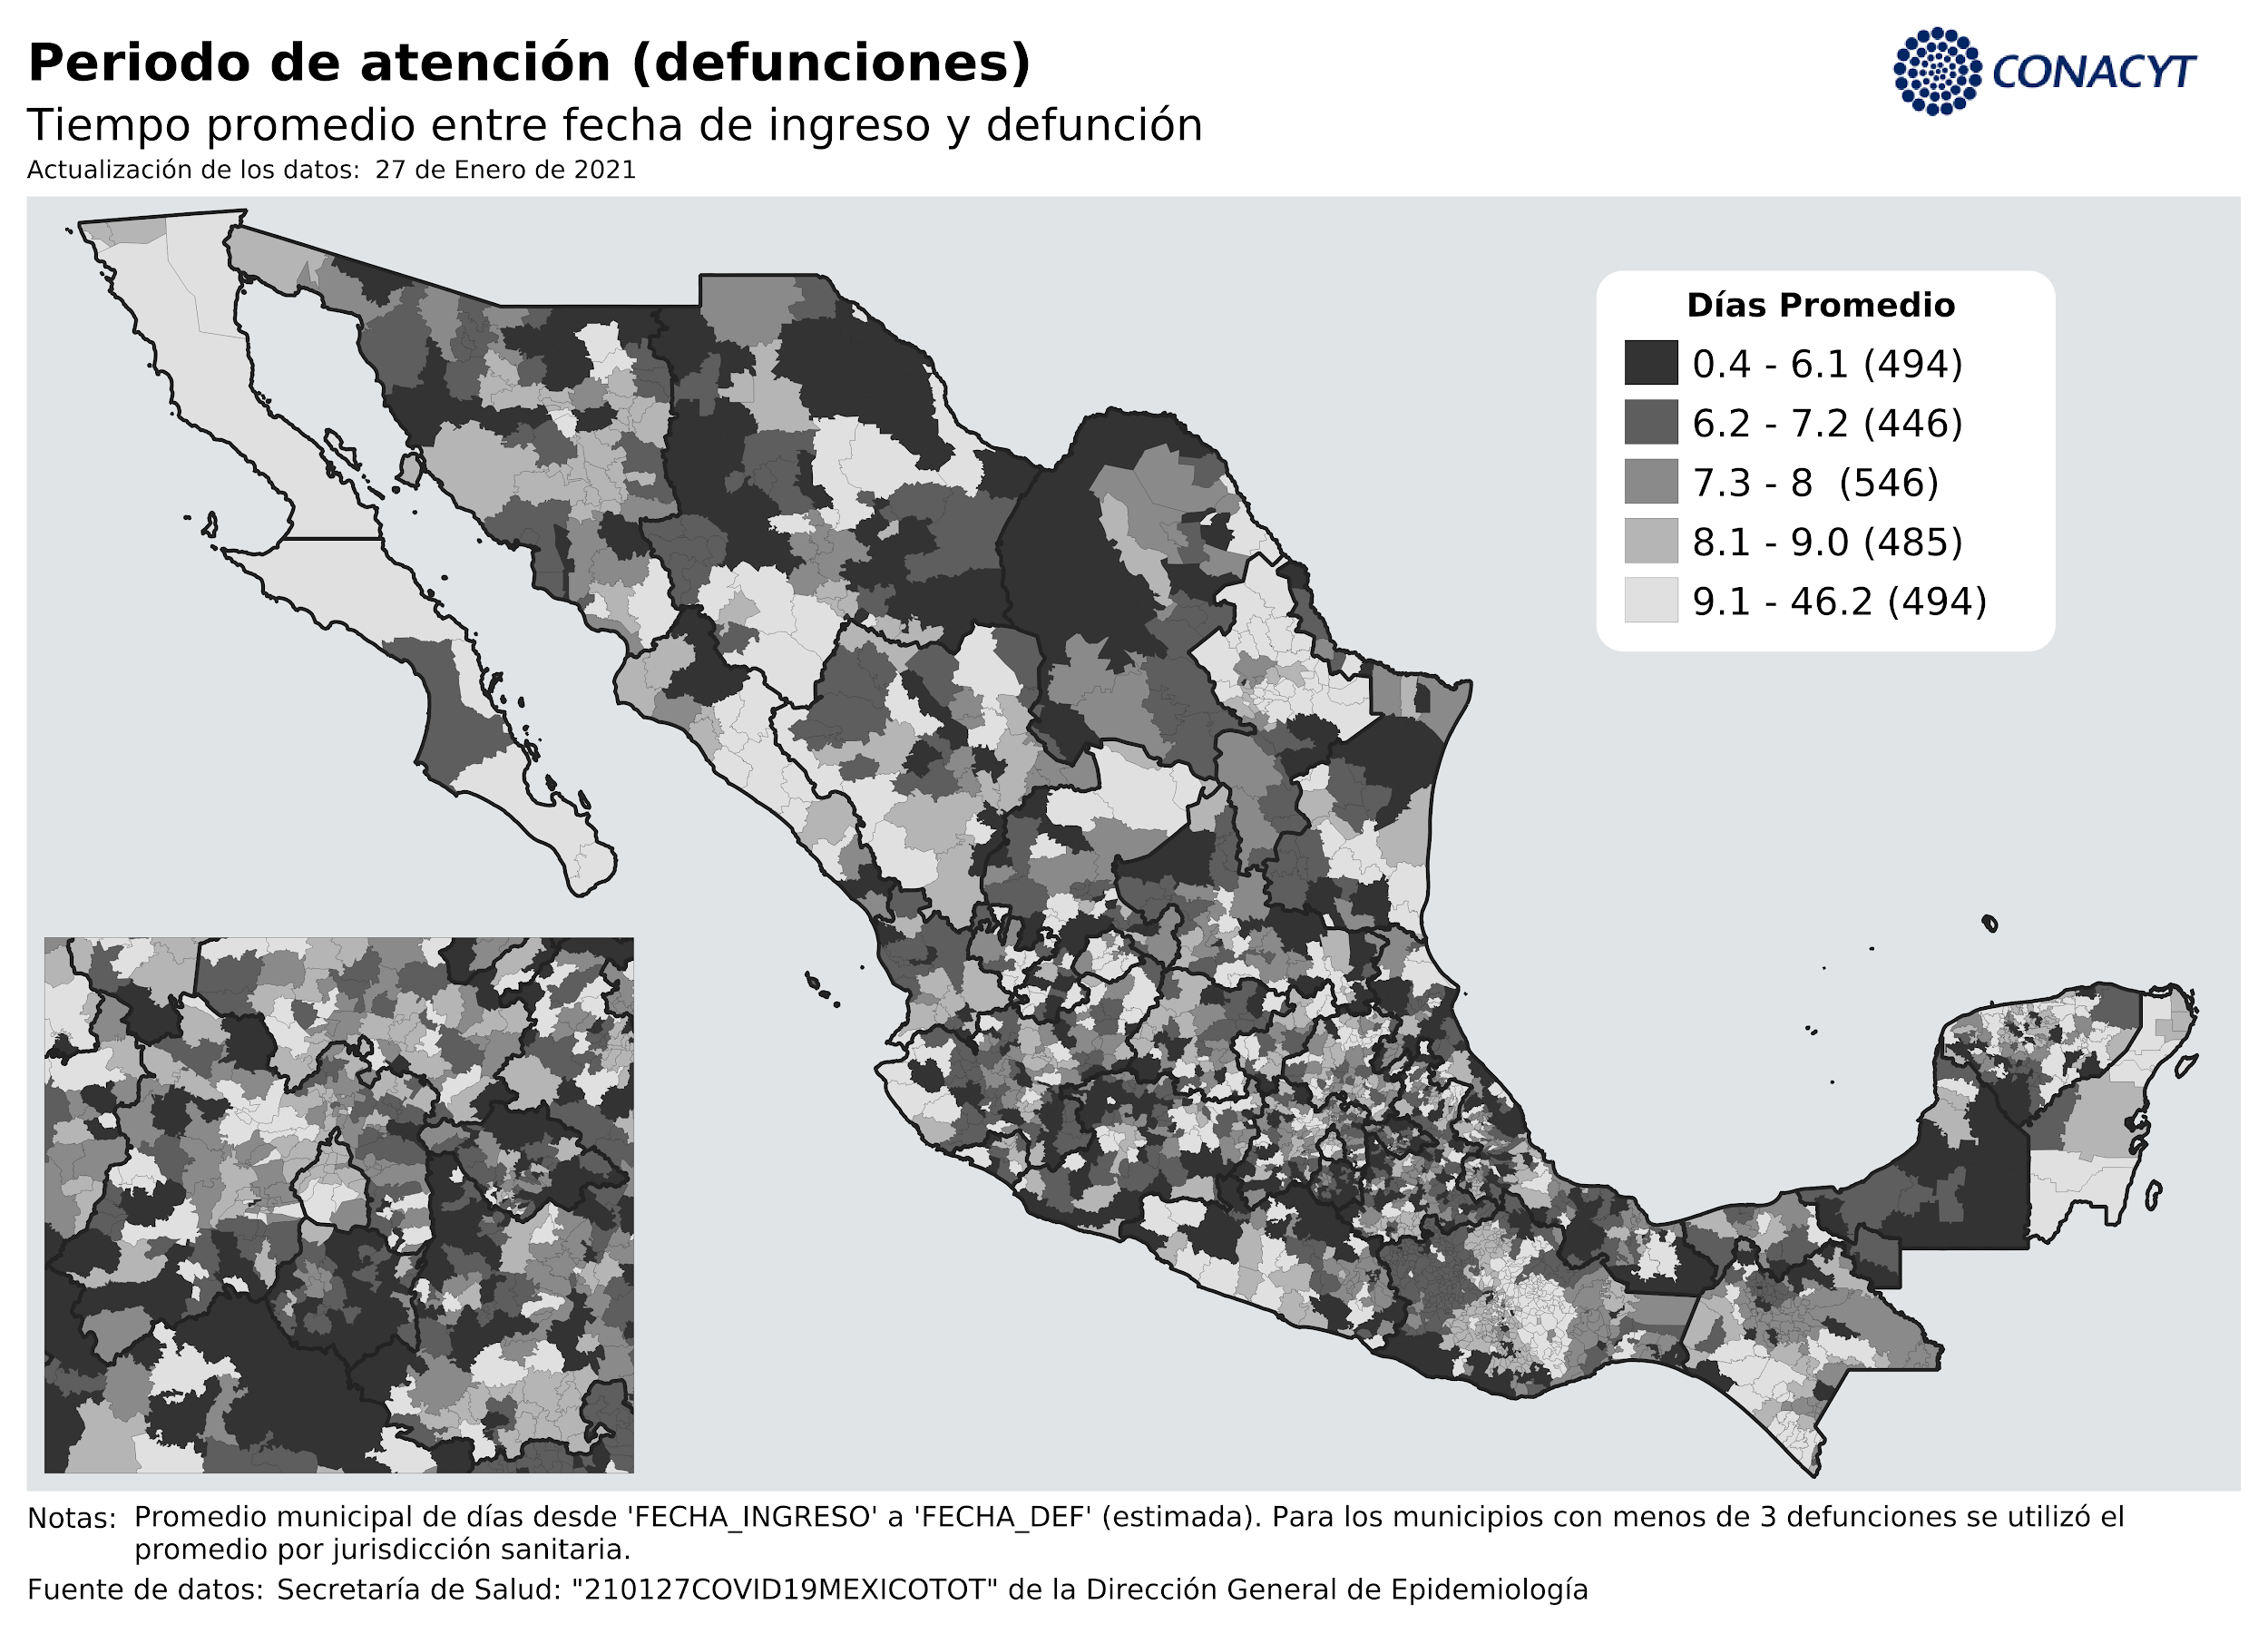 Periodo de atención (defunciones)
Tiempo promedio entre fecha de ingreso y defunción
Actualización de los datos: 27 de Enero de 2021
CONACYT
Días Promedio
0.4 - 6.1 (494)
6.2 - 7.2 (446)
7.3 - 8 (546)
8.1 - 9.0 (485)
9.1 - 46.2 (494)
Notas: Promedio municipal de días desde 'FECHA_INGRESO' a 'FECHA_DEF' (estimada). Para los municipios con menos de 3 defunciones se utilizó el
promedio por jurisdicción sanitaria.
Fuente de datos: Secretaría de Salud: "210127COVID19MEXICOTOT" de la Dirección General de Epidemiología